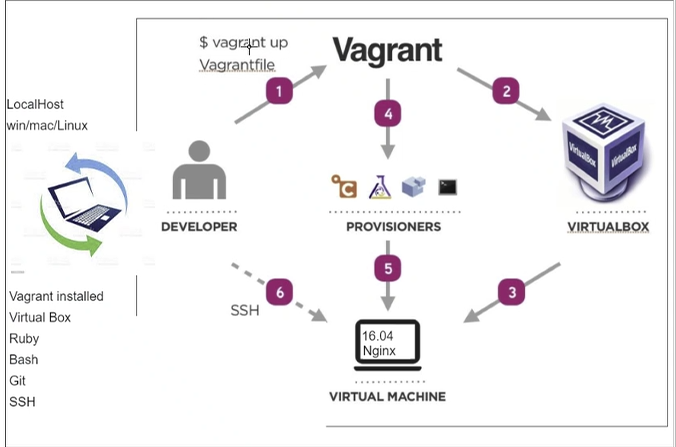 $ vagrant up
Vagrantfile
Vagrant
1
2
4
LocalHost
win/mac/Linux
VirtualBox
VirtualBox
DEVELOPER
PROVISIONERS
VIRTUALBOX
5
6
3
SSH
Vagrant installed
Virtual Box
Ruby
Bash
Git
SSH
16.04
Nginx
VIRTUAL MACHINE